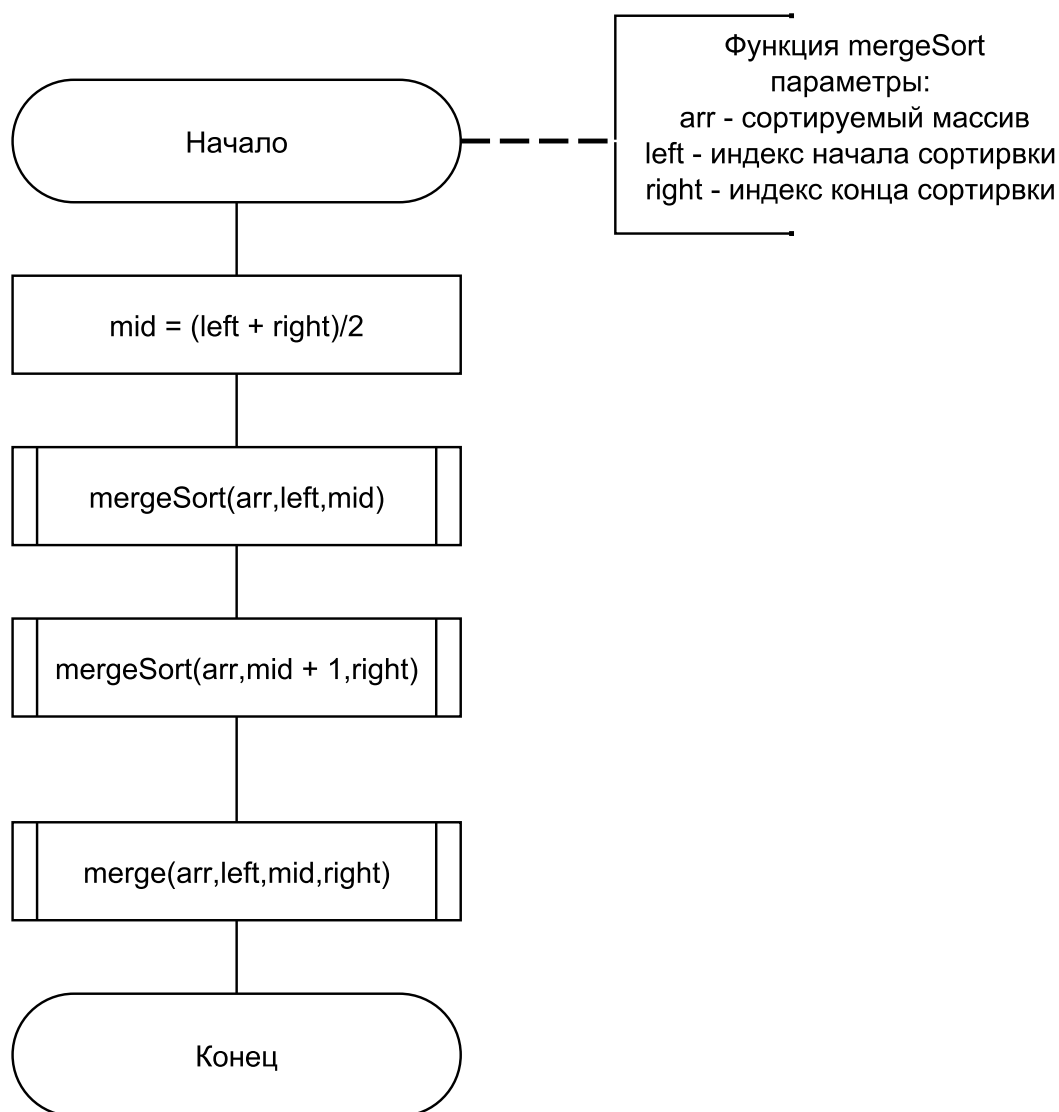 Начало
Функция mergeSort
параметры:
arr - сортируемый массив
left - индекс начала сортирвки
right - индекс конца сортирвки
mid = (left + right)/2
mergeSort(arr,left,mid)
mergeSort(arr,mid + 1,right)
merge(arr,left,mid,right)
Конец